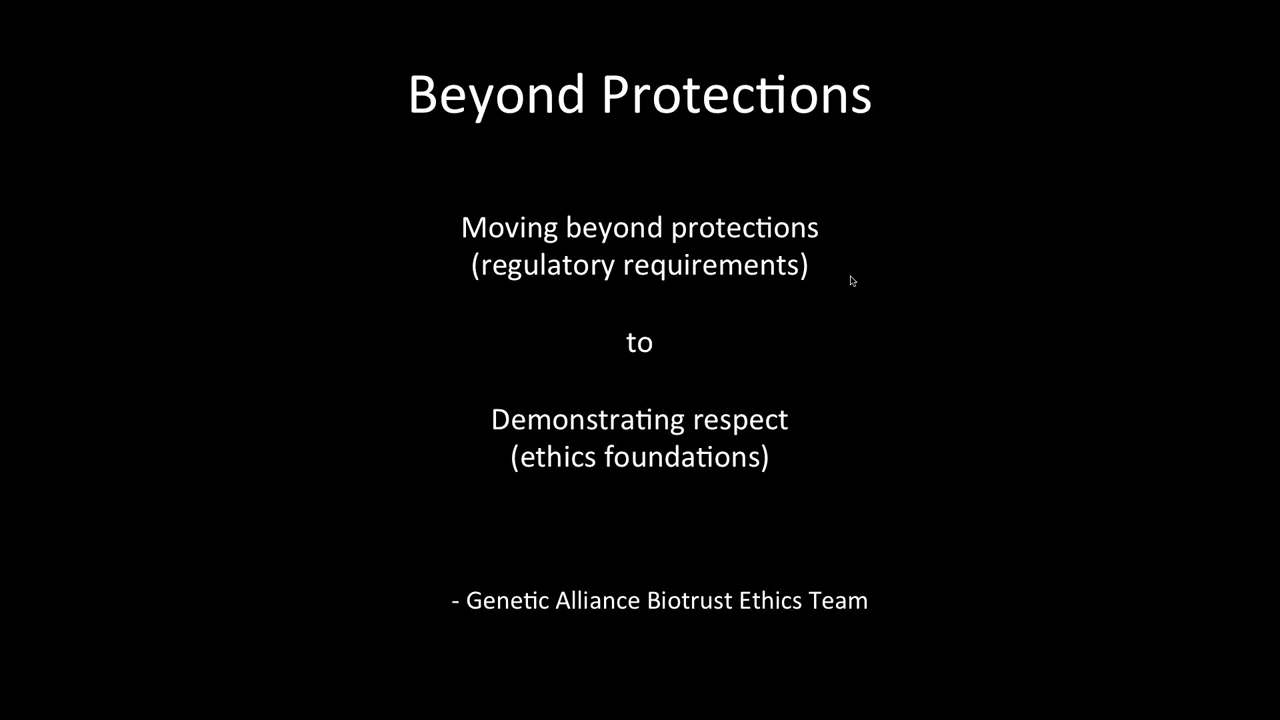 Beyond Protections
Moving beyond protections
(regulatory requirements)
to
Demonstrating respect
(ethics foundations)
- Genetic Alliance Biotrust Ethics Team